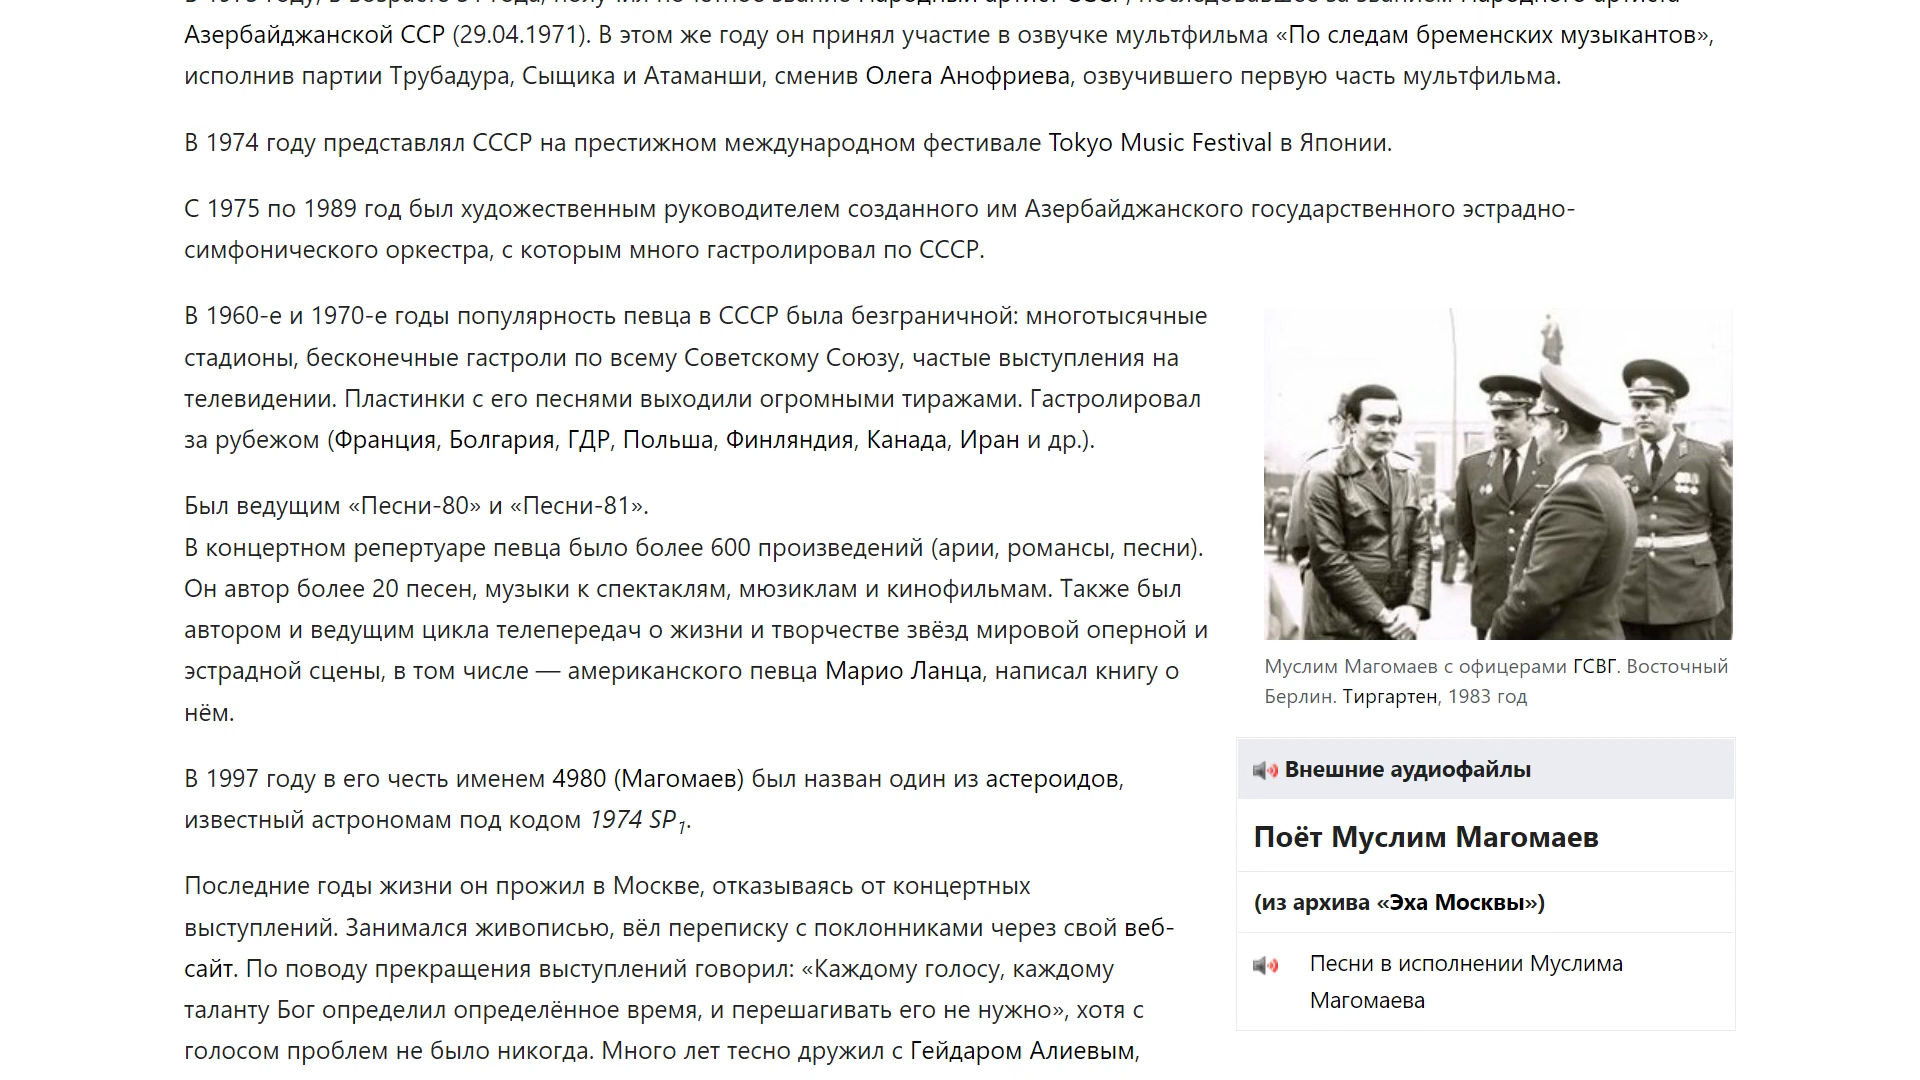 Азербайджанской ССР (29.04.1971). В этом же году он принял участие в озвучке мультфильма «По следам бременских музыкантов»,
исполнив партии Трубадура, Сыщика и Атаманши, сменив Олега Анофриева, озвучившего первую часть мультфильма.
В 1974 году представлял СССР на престижном международном фестивале Tokyo Music Festival в Японии.
С 1975 по 1989 год был художественным руководителем созданного им Азербайджанского государственного эстрадно-
симфонического оркестра, с которым много гастролировал по СССР.
В 1960-е и 1970-е годы популярность певца в СССР была безграничной: многотысячные
стадионы, бесконечные гастроли по всему Советскому Союзу, частые выступления на
телевидении. Пластинки с его песнями выходили огромными тиражами. Гастролировал
за рубежом (Франция, Болгария, ГДР, Польша, Финляндия, Канада, Иран и др.).
Был ведущим «Песни-80» и «Песни-81».
В концертном репертуаре певца было более 600 произведений (арии, романсы, песни).
Он автор более 20 песен, музыки к спектаклям, мюзиклам и кинофильмам. Также был
автором и ведущим цикла телепередач о жизни и творчестве звёзд мировой оперной и
эстрадной сцены, в том числе — американского певца Марио Ланца, написал книгу о
нём.
В 1997 году в его честь именем 4980 (Магомаев) был назван один из астероидов,
известный астрономам под кодом 1974 SP1.
Последние годы жизни он прожил в Москве, отказываясь от концертных
выступлений. Занимался живописью, вёл переписку с поклонниками через свой веб-
сайт. По поводу прекращения выступлений говорил: «Каждому голосу, каждому
таланту Бог определил определённое время, и перешагивать его не нужно», хотя с
голосом проблем не было никогда. Много лет тесно дружил с Гейдаром Алиевым,
Муслим Магомаев с офицерами ГСВГ. Восточный
Берлин. Тиргартен, 1983 год
Внешние аудиофайлы
Поёт Муслим Магомаев
(из архива «Эха Москвы»)
Песни в исполнении Муслима
Магомаева